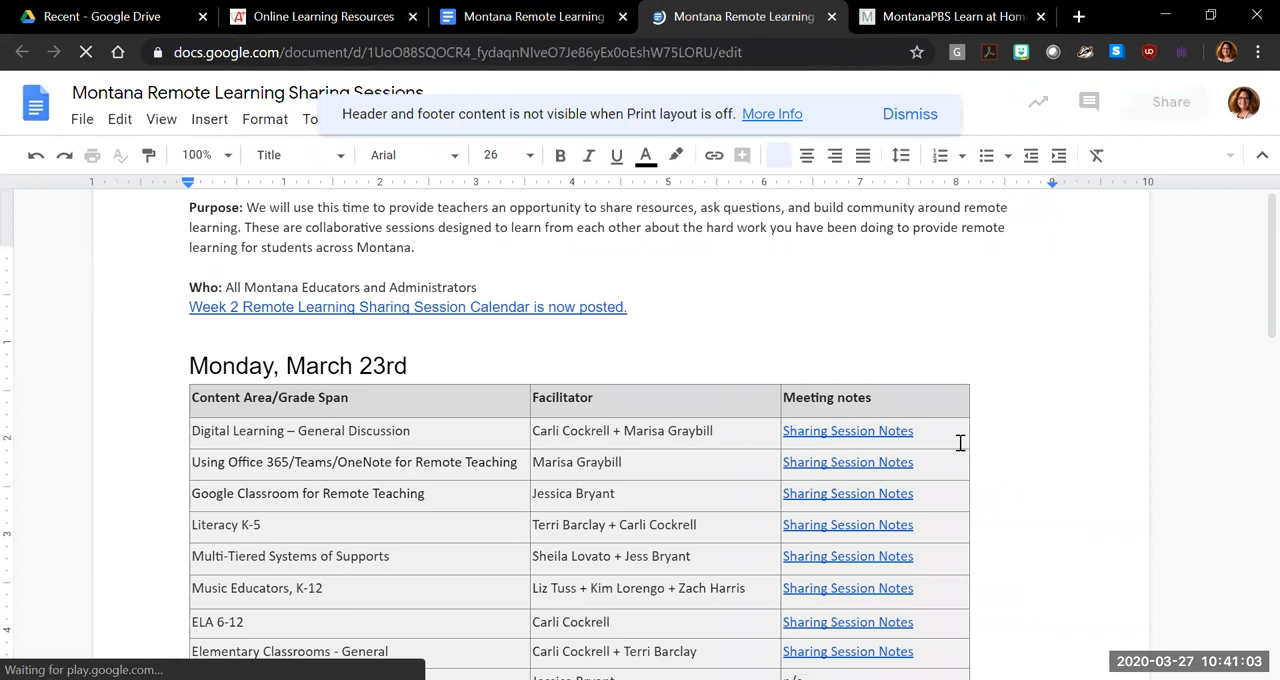 Recent - Google Drive
Online Learning Resources
Montana Remote Learning
Montana Remote Learning
MontanaPBS Learn at Hom
docs.google.com/document/d/1UoO88SQOCR4_fydaqnNIveO7Je86yEx0oEshW75LORU/edit
Montana Remote Learning Sharing Sessions
Share
Header and footer content is not visible when Print layout is off. More Info Dismiss
File Edit View Insert Format To
100% Title Arial 26
1 1 2 3 4 5 6 7 8 9 10
Purpose: We will use this time to provide teachers an opportunity to share resources, ask questions, and build community around remote
learning. These are collaborative sessions designed to learn from each other about the hard work you have been doing to provide remote
learning for students across Montana.
Who: All Montana Educators and Administrators
Week 2 Remote Learning Sharing Session Calendar is now posted.
Monday, March 23rd
Content Area/Grade Span Facilitator Meeting notes
Digital Learning – General Discussion Carli Cockrell + Marisa Graybill Sharing Session Notes
Using Office 365/Teams/OneNote for Remote Teaching Marisa Graybill Sharing Session Notes
Google Classroom for Remote Teaching Jessica Bryant Sharing Session Notes
Literacy K-5 Terri Barclay + Carli Cockrell Sharing Session Notes
Multi-Tiered Systems of Supports Sheila Lovato + Jess Bryant Sharing Session Notes
Music Educators, K-12 Liz Tuss + Kim Lorengo + Zach Harris Sharing Session Notes
ELA 6-12 Carli Cockrell Sharing Session Notes
Elementary Classrooms - General Carli Cockrell + Terri Barclay Sharing Session Notes
Waiting for play.google.com...
2020-03-27 10:41:03